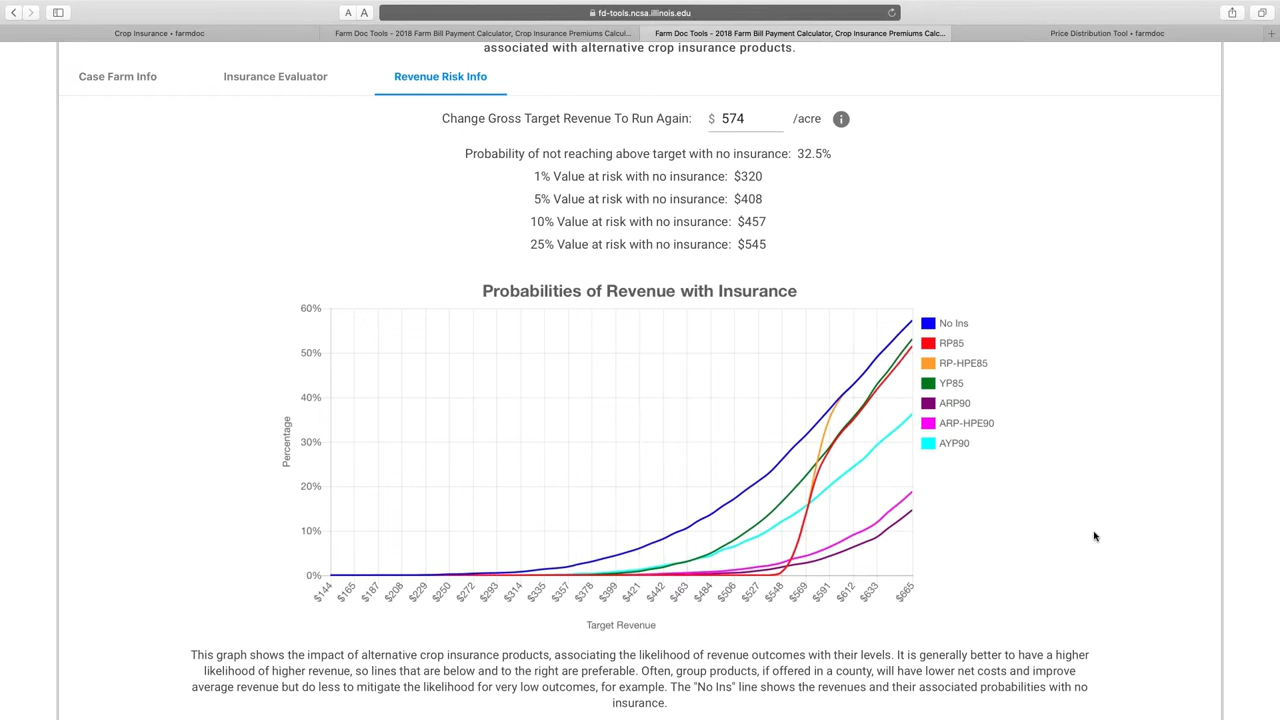 A A fd-tools.ncsa.illinois.edu
Crop Insurance • farmdoc
Farm Doc Tools - 2018 Farm Bill Payment Calculator, Crop Insurance Premiums Calcul...
Farm Doc Tools - 2018 Farm Bill Payment Calculator, Crop Insurance Premiums Calc...
Price Distribution Tool • farmdoc
associated with alternative crop insurance products.
Case Farm Info
Insurance Evaluator
Revenue Risk Info
Change Gross Target Revenue To Run Again: $ 574 /acre i
Probability of not reaching above target with no insurance: 32.5%
1% Value at risk with no insurance: $320
5% Value at risk with no insurance: $408
10% Value at risk with no insurance: $457
25% Value at risk with no insurance: $545
Probabilities of Revenue with Insurance
60%
50%
40%
30%
20%
10%
0%
Percentage
$144
$165
$187
$208
$229
$250
$272
$293
$314
$335
$357
$378
$399
$421
$442
$463
$484
$506
$527
$548
$569
$591
$612
$633
$665
Target Revenue
No Ins
RP85
RP-HPE85
YP85
ARP90
ARP-HPE90
AYP90
This graph shows the impact of alternative crop insurance products, associating the likelihood of revenue outcomes with their levels. It is generally better to have a higher
likelihood of higher revenue, so lines that are below and to the right are preferable. Often, group products, if offered in a county, will have lower net costs and improve
average revenue but do less to mitigate the likelihood for very low outcomes, for example. The "No Ins" line shows the revenues and their associated probabilities with no
insurance.